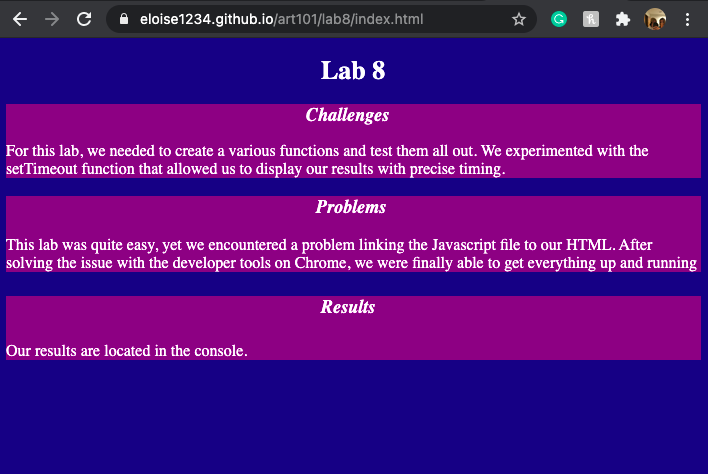 eloise1234.github.io/art101/lab8/index.html
Lab 8
Challenges
For this lab, we needed to create a various functions and test them all out. We experimented with the
setTimeout function that allowed us to display our results with precise timing.
Problems
This lab was quite easy, yet we encountered a problem linking the Javascript file to our HTML. After
solving the issue with the developer tools on Chrome, we were finally able to get everything up and running
Results
Our results are located in the console.